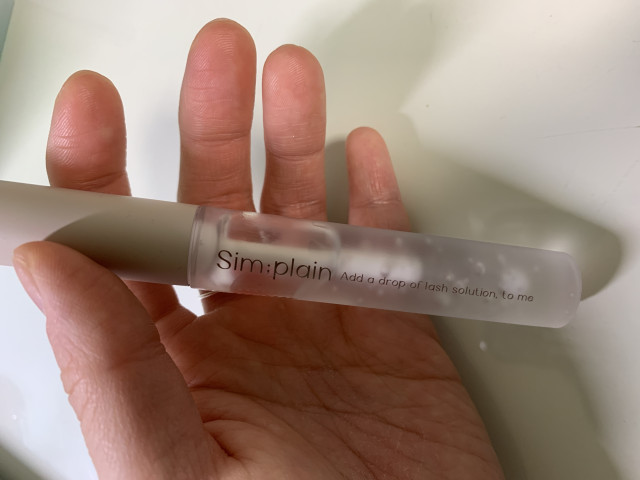 Sim;plain
Add a drop of lash solution, to me